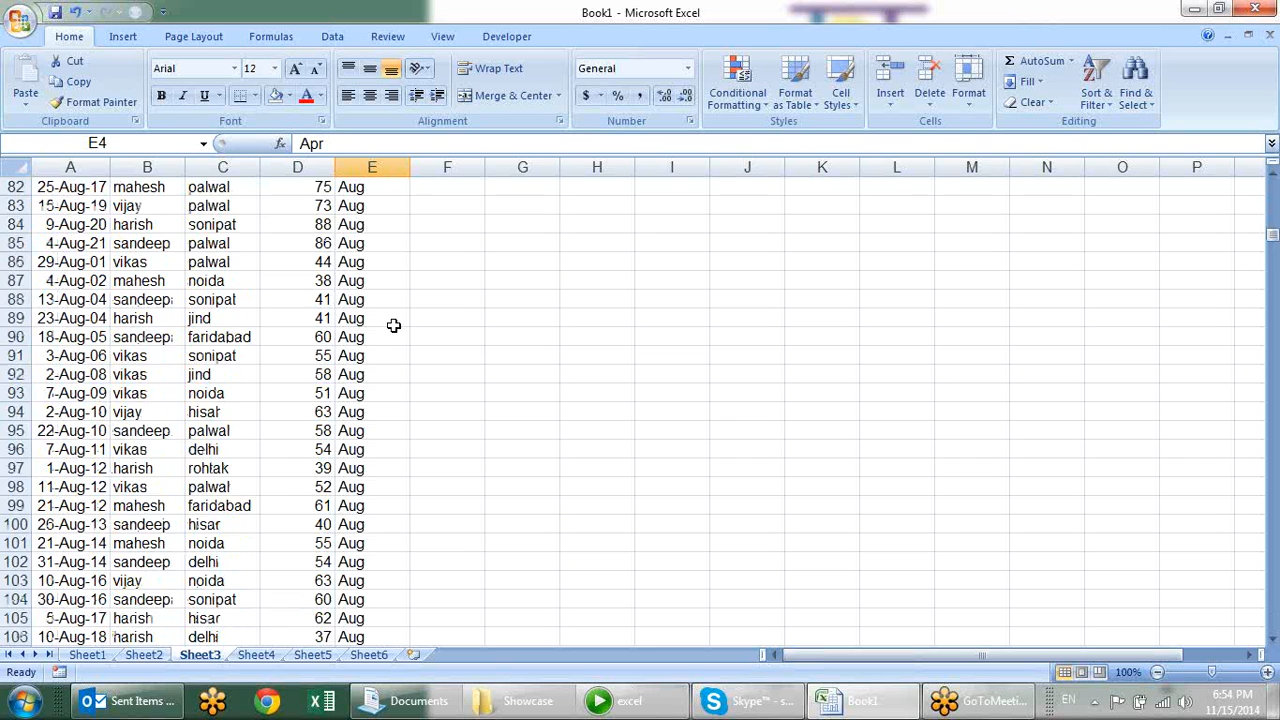 Book1 - Microsoft Excel
Home Insert Page Layout Formulas Data Review View Developer
Paste Cut Copy Format Painter
Arial 12 B I U A A A
Wrap Text Merge & Center
General $ % , .0 .00 .00 .0
Conditional Formatting Format as Table Cell Styles
Insert Delete Format
Σ AutoSum Fill Clear Sort & Filter Find & Select
Clipboard Font Alignment Number Styles Cells Editing
E4 fx Apr
A B C D E F G H I J K L M N O P
82 25-Aug-17 mahesh palwal 75 Aug
83 15-Aug-19 vijay palwal 73 Aug
84 9-Aug-20 harish sonipat 88 Aug
85 4-Aug-21 sandeep palwal 86 Aug
86 29-Aug-01 vikas palwal 44 Aug
87 4-Aug-02 mahesh noida 38 Aug
88 13-Aug-04 sandeep sonipat 41 Aug
89 23-Aug-04 harish jind 41 Aug
90 18-Aug-05 sandeep faridabad 60 Aug
91 3-Aug-06 vikas sonipat 55 Aug
92 2-Aug-08 vikas jind 58 Aug
93 7-Aug-09 vikas noida 51 Aug
94 2-Aug-10 vijay hisar 63 Aug
95 22-Aug-10 sandeep palwal 58 Aug
96 7-Aug-11 vikas delhi 54 Aug
97 1-Aug-12 harish rohtak 39 Aug
98 11-Aug-12 vikas palwal 52 Aug
99 21-Aug-12 mahesh faridabad 61 Aug
100 26-Aug-13 sandeep hisar 40 Aug
101 21-Aug-14 mahesh noida 55 Aug
102 31-Aug-14 sandeep delhi 54 Aug
103 10-Aug-16 vijay noida 63 Aug
104 30-Aug-16 sandeep sonipat 60 Aug
105 5-Aug-17 harish hisar 62 Aug
106 10-Aug-18 harish delhi 37 Aug
Sheet1 Sheet2 Sheet3 Sheet4 Sheet5 Sheet6
Ready 100%
Sent Items ... Documents Showcase excel Skype™ - s... Book1 GoToMeeti... EN 6:54 PM
11/15/2014